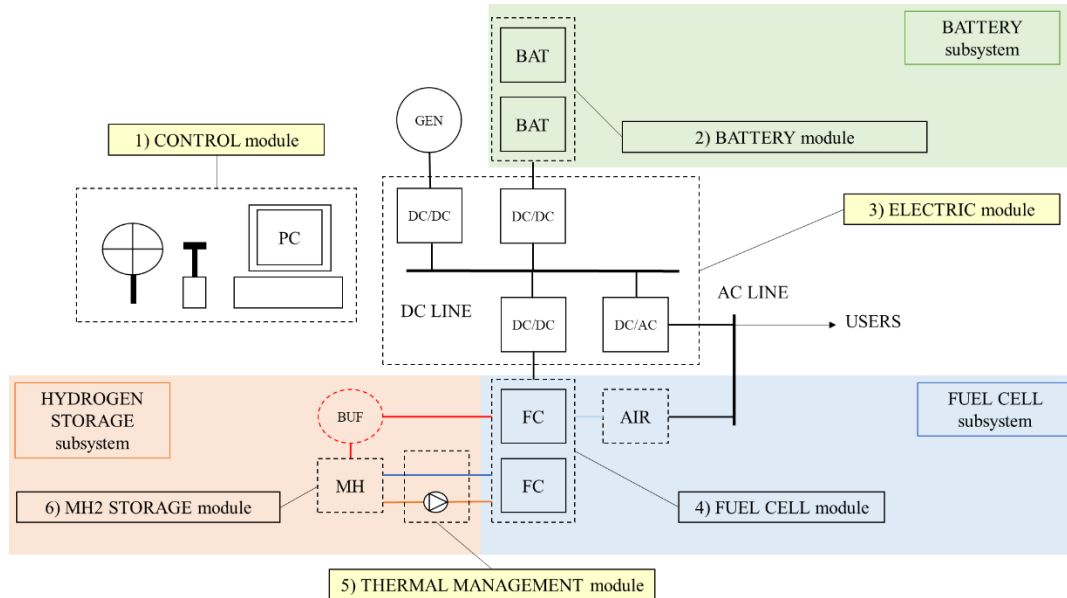 BATTERY
subsystem
BAT
BAT
GEN
1) CONTROL module
2) BATTERY module
DC/DC
DC/DC
3) ELECTRIC module
PC
DC LINE
AC LINE
DC/DC
DC/AC
USERS
HYDROGEN
STORAGE
subsystem
BUF
FC
AIR
FUEL CELL
subsystem
MH
FC
6) MH2 STORAGE module
4) FUEL CELL module
5) THERMAL MANAGEMENT module